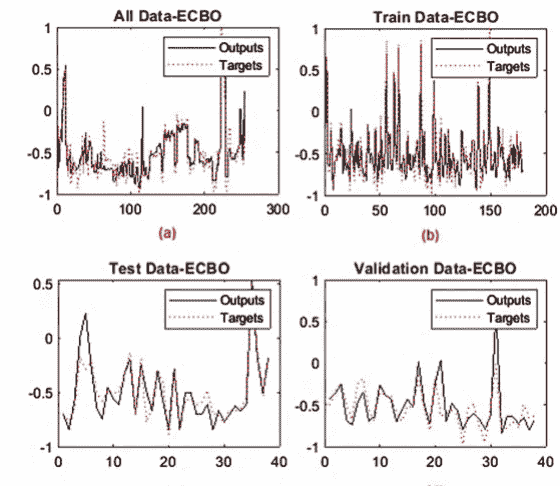 All Data-ECBO
1
0.5
0
-0.5
-1
0
100
200
300
Outputs
Targets
(a)
Train Data-ECBO
1
0.5
0
-0.5
-1
0
50
100
150
200
Outputs
Targets
(b)
Test Data-ECBO
0.5
0
-0.5
-1
0
10
20
30
40
Outputs
Targets
Validation Data-ECBO
1
0.5
0
-0.5
-1
0
10
20
30
40
Outputs
Targets